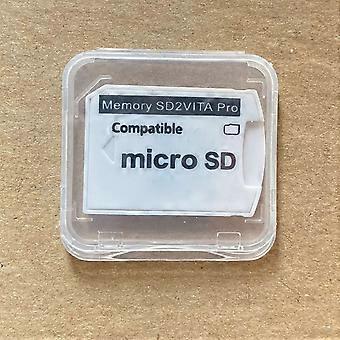 Memory SD2VITA Pro
Compatible
micro SD